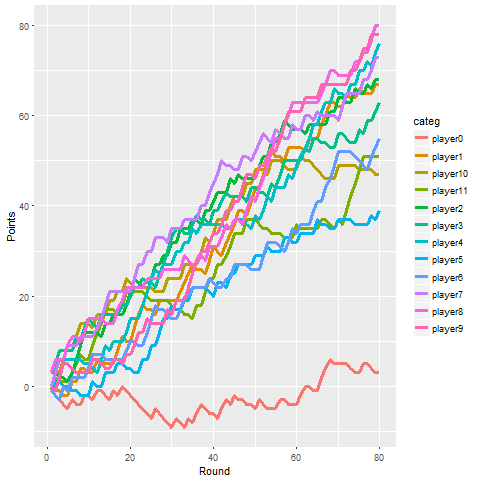 80
60
40
20
0
Points
0
20
40
60
80
Round
categ
player0
player1
player10
player11
player2
player3
player4
player5
player6
player7
player8
player9